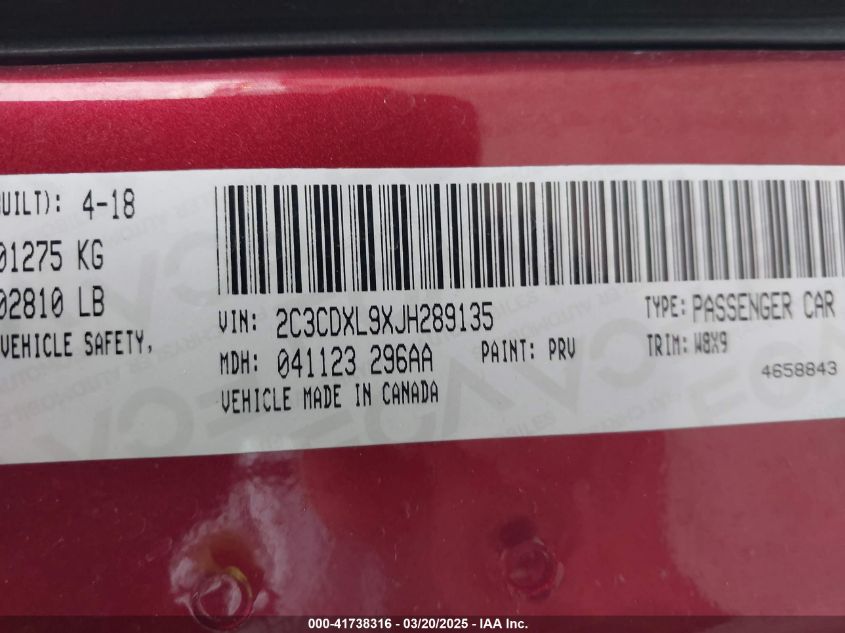 UILT): 4-18
01275 KG
02810 LB
VEHICLE SAFETY,
VIN: 2C3CDXL9XJH289135
TYPE: PASSENGER CAR
MDH: 041123 296AA
PAINT: PRV
TRIM: W8X9
VEHICLE MADE IN CANADA
4658843
000-41738316 - 03/20/2025 - IAA Inc.